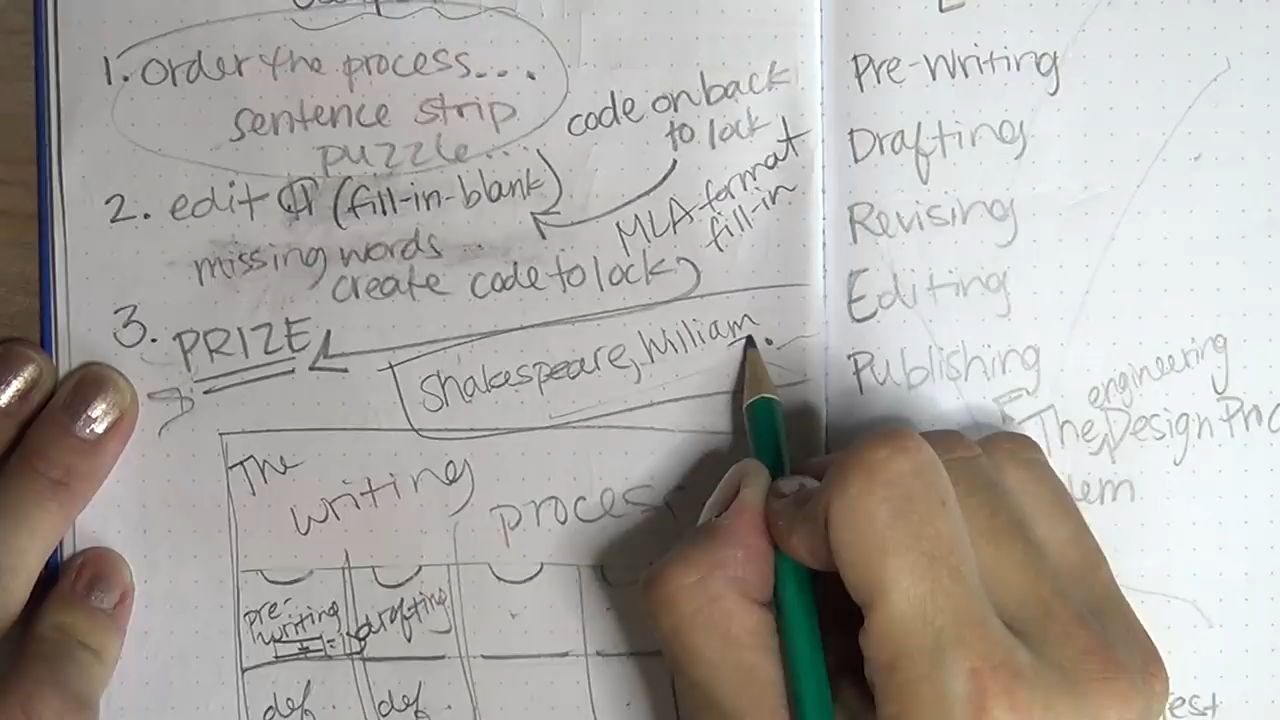 1. Order the process....
sentence strip
puzzle...
code on back
to lock
2. edit (fill-in-blank)
missing words
create code to lock
MLA-format
fill-in
3. PRIZE
Shakespeare, William.
The
writing
process
pre-
writing
drafting
def.
def.
Pre-Writing
Drafting
Revising
Editing
Publishing
engineering
The Design Pro